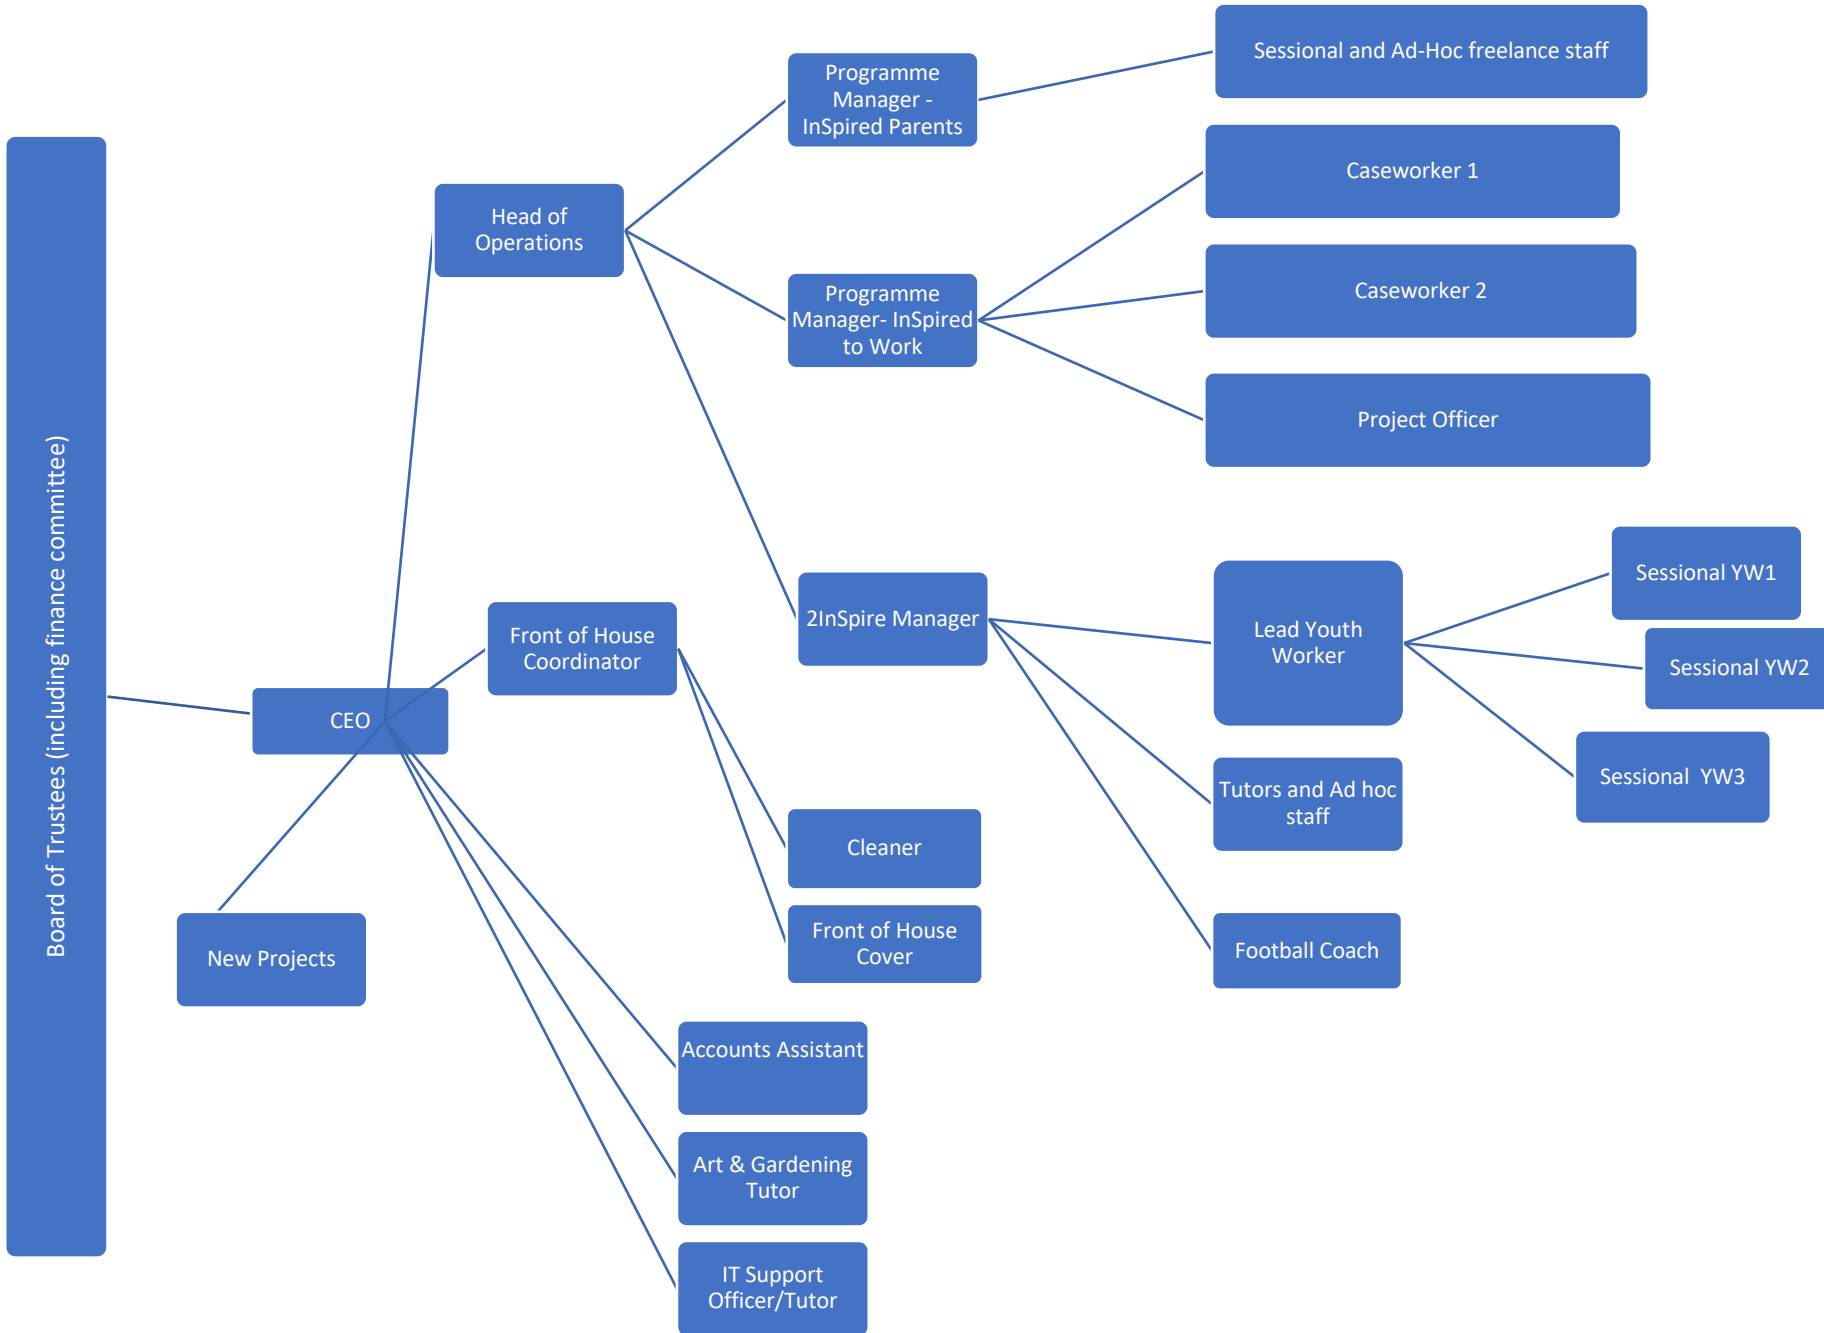 Board of Trustees (including finance committee)
CEO
New Projects
Head of
Operations
Front of House
Coordinator
Accounts Assistant
Art & Gardening
Tutor
IT Support
Officer/Tutor
Programme
Manager -
InSpired Parents
Programme
Manager- InSpired
to Work
2InSpire Manager
Cleaner
Front of House
Cover
Sessional and Ad-Hoc freelance staff
Caseworker 1
Caseworker 2
Project Officer
Lead Youth
Worker
Tutors and Ad hoc
staff
Football Coach
Sessional YW1
Sessional YW2
Sessional  YW3